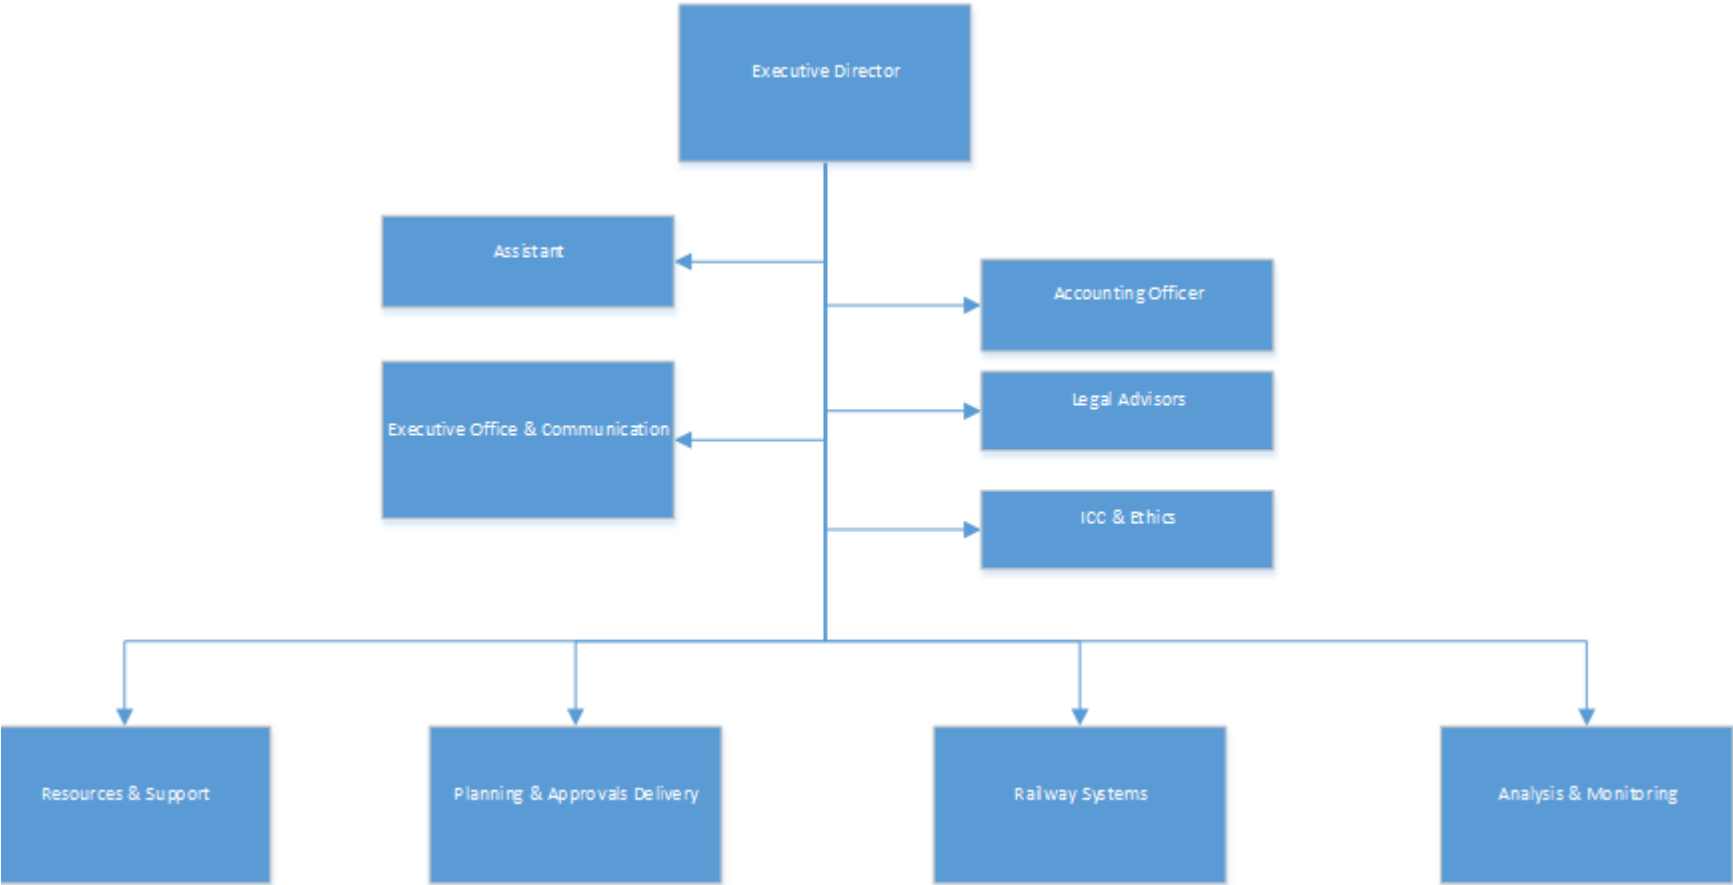 Executive Director
Assistant
Accounting Officer
Legal Advisors
Executive Office & Communication
ICC & Ethics
Resources & Support
Planning & Approvals Delivery
Railway Systems
Analysis & Monitoring